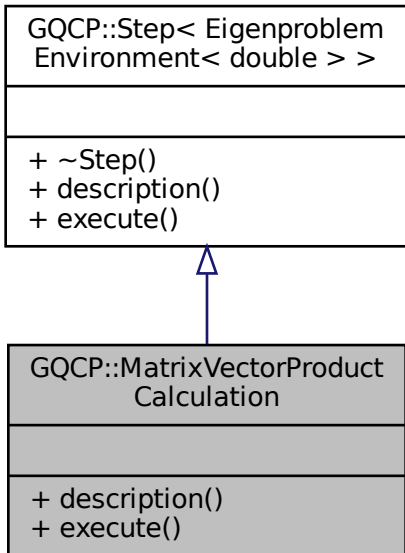 GQCP::Step< Eigenproblem
Environment< double > >
+ ~Step()
+ description()
+ execute()
GQCP::MatrixVectorProduct
Calculation
+ description()
+ execute()